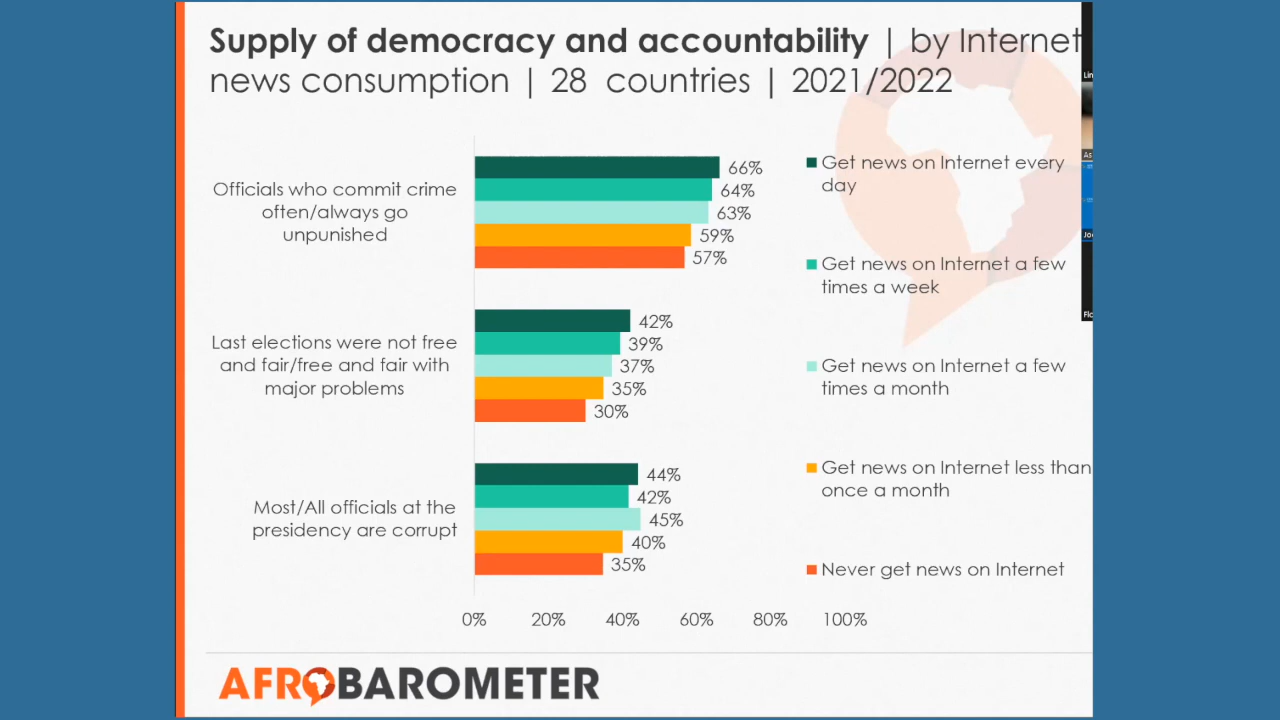 Supply of democracy and accountability | by Internet
news consumption | 28 countries | 2021/2022
Officials who commit crime
often/always go
unpunished
66%
64%
63%
59%
57%
Last elections were not free
and fair/free and fair with
major problems
42%
39%
37%
35%
30%
Most/All officials at the
presidency are corrupt
44%
42%
45%
40%
35%
0% 20% 40% 60% 80% 100%
Get news on Internet every
day
Get news on Internet a few
times a week
Get news on Internet a few
times a month
Get news on Internet less than
once a month
Never get news on Internet
AFROBAROMETER